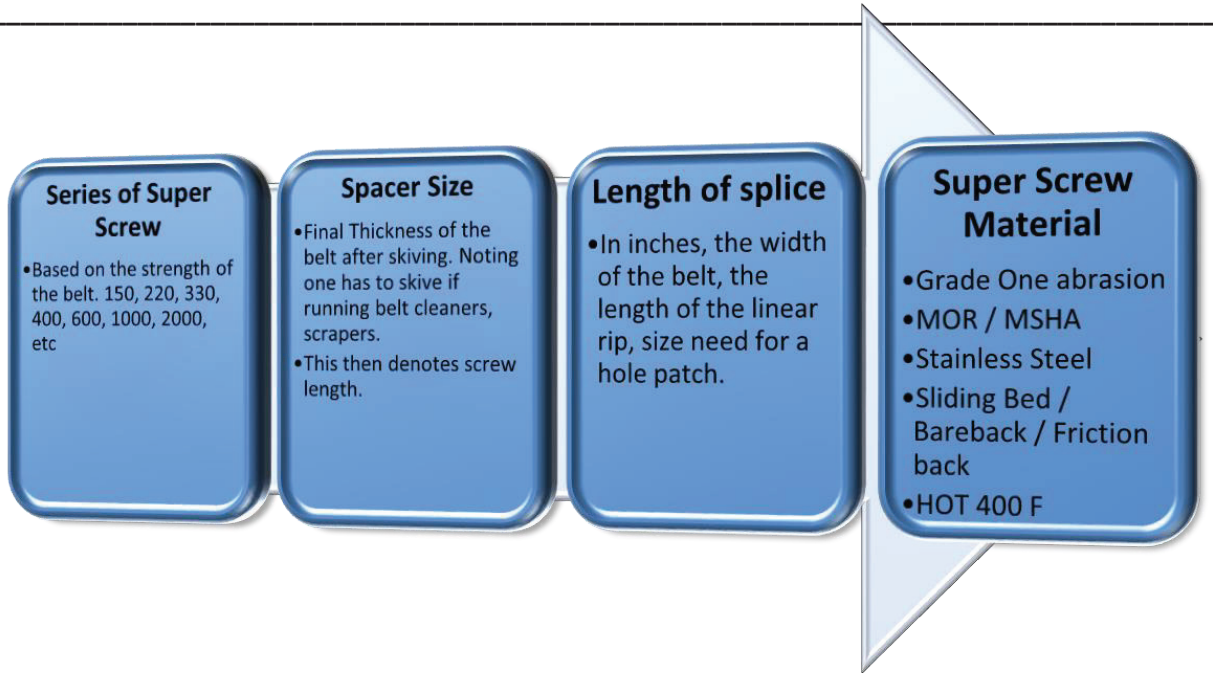 Series of Super
Screw
•Based on the strength of
the belt. 150, 220, 330,
400, 600, 1000, 2000,
etc
Spacer Size
•Final Thickness of the
belt after skiving. Noting
one has to skive if
running belt cleaners,
scrapers.
•This then denotes screw
length.
Length of splice
•In inches, the width
of the belt, the
length of the linear
rip, size need for a
hole patch.
Super Screw
Material
•Grade One abrasion
•MOR / MSHA
•Stainless Steel
•Sliding Bed /
Bareback / Friction
back
•HOT 400 F